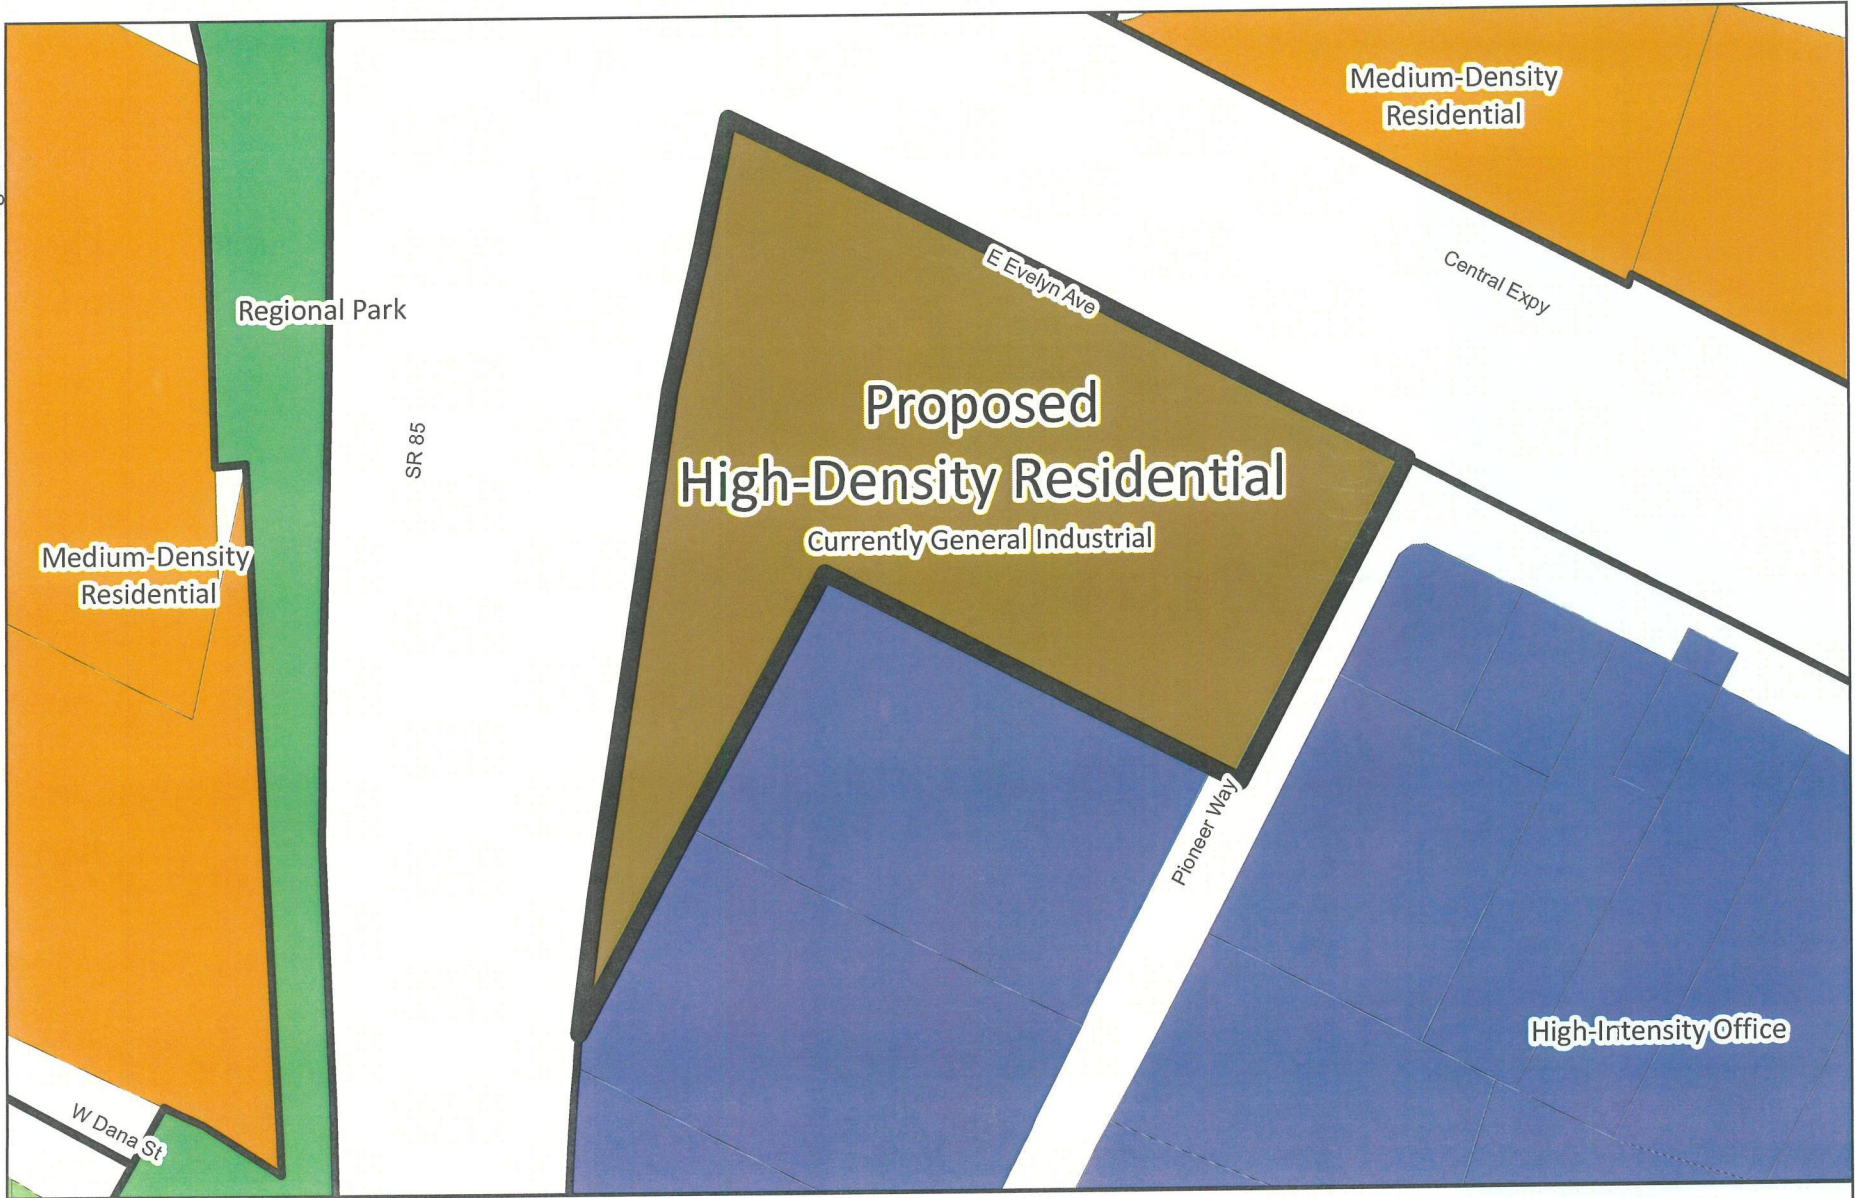 Medium-Density
Residential
Regional Park
E Evelyn Ave
Central Expy
SR 85
Proposed
High-Density Residential
Currently General Industrial
Medium-Density
Residential
Pioneer Way
High-Intensity Office
W Dana St